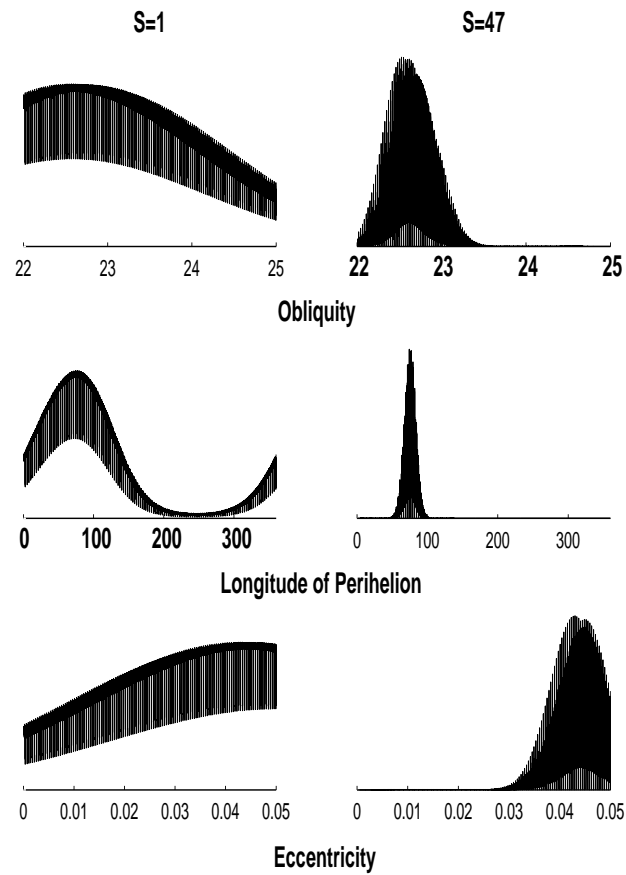 S=1 S=47
22 23 24 25 22 23 24 25
Obliquity
0 100 200 300 0 100 200 300
Longitude of Perihelion
0 0.01 0.02 0.03 0.04 0.05 0 0.01 0.02 0.03 0.04 0.05
Eccentricity